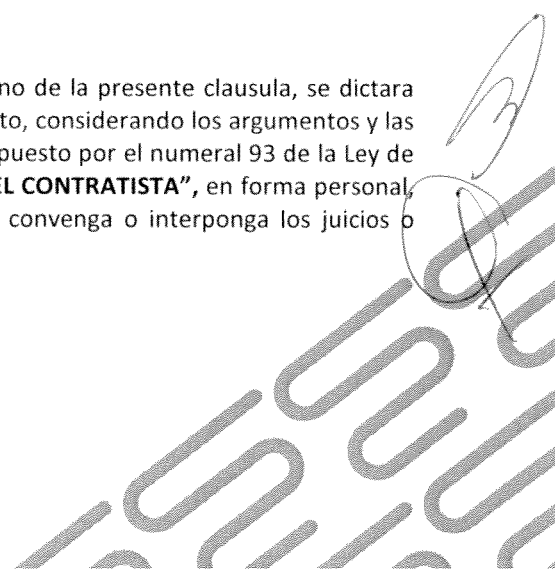 no de la presente clausula, se dictara
to, considerando los argumentos y las
puesto por el numeral 93 de la Ley de
EL CONTRATISTA”, en forma personal,
convenga o interponga los juicios o